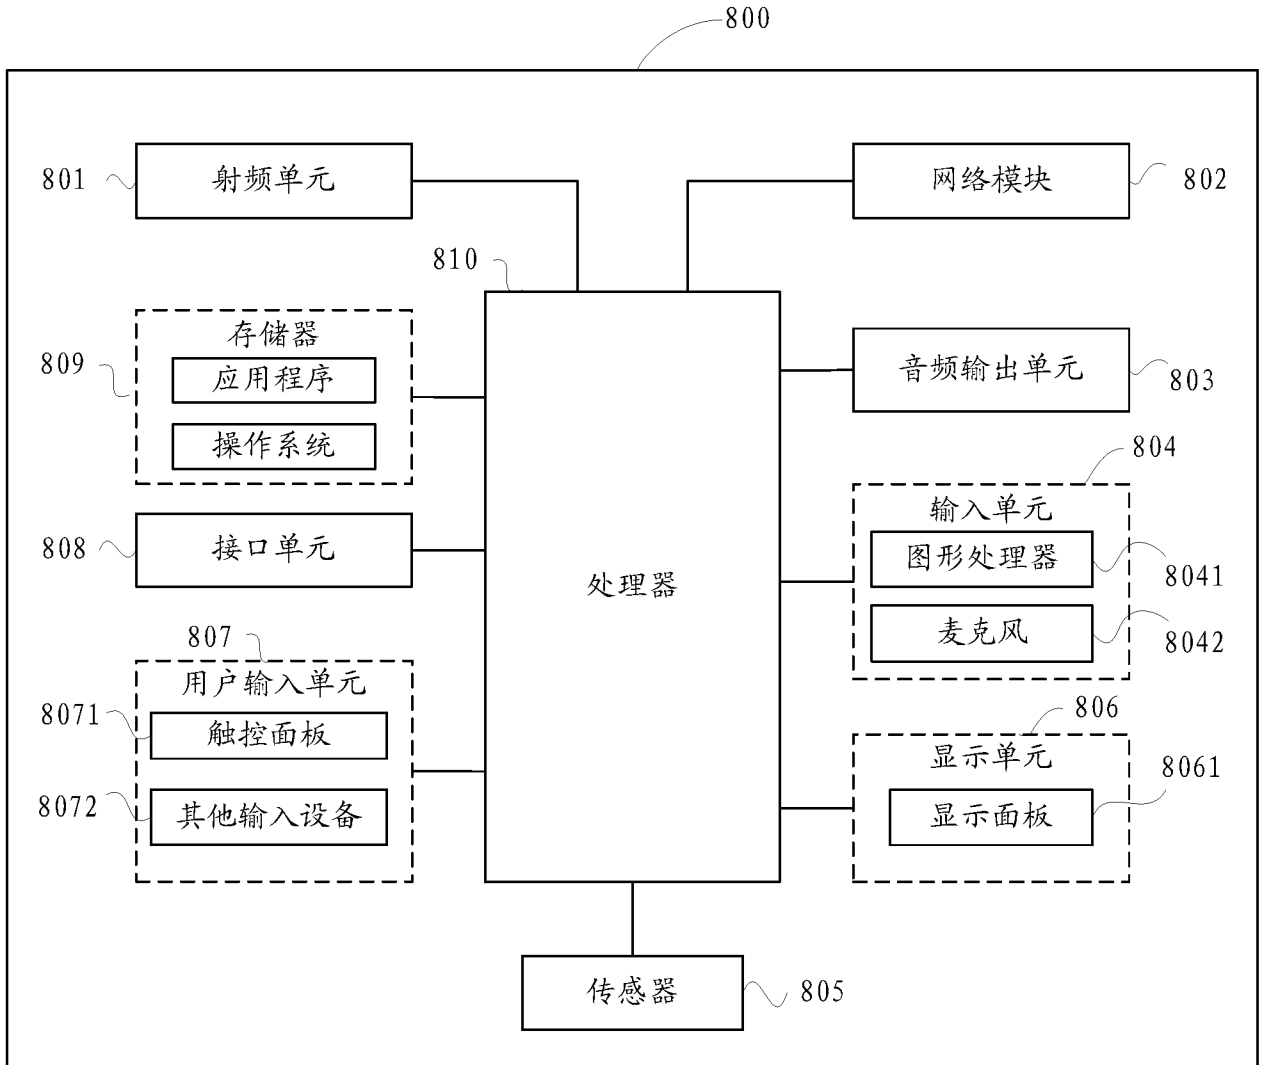 800
801
射频单元
网络模块
802
810
809
存储器
应用程序
操作系统
音频输出单元
803
804
输入单元
图形处理器
8041
麦克风
8042
808
接口单元
处理器
807
用户输入单元
8071
触控面板
8072
其他输入设备
806
显示单元
8061
显示面板
传感器
805